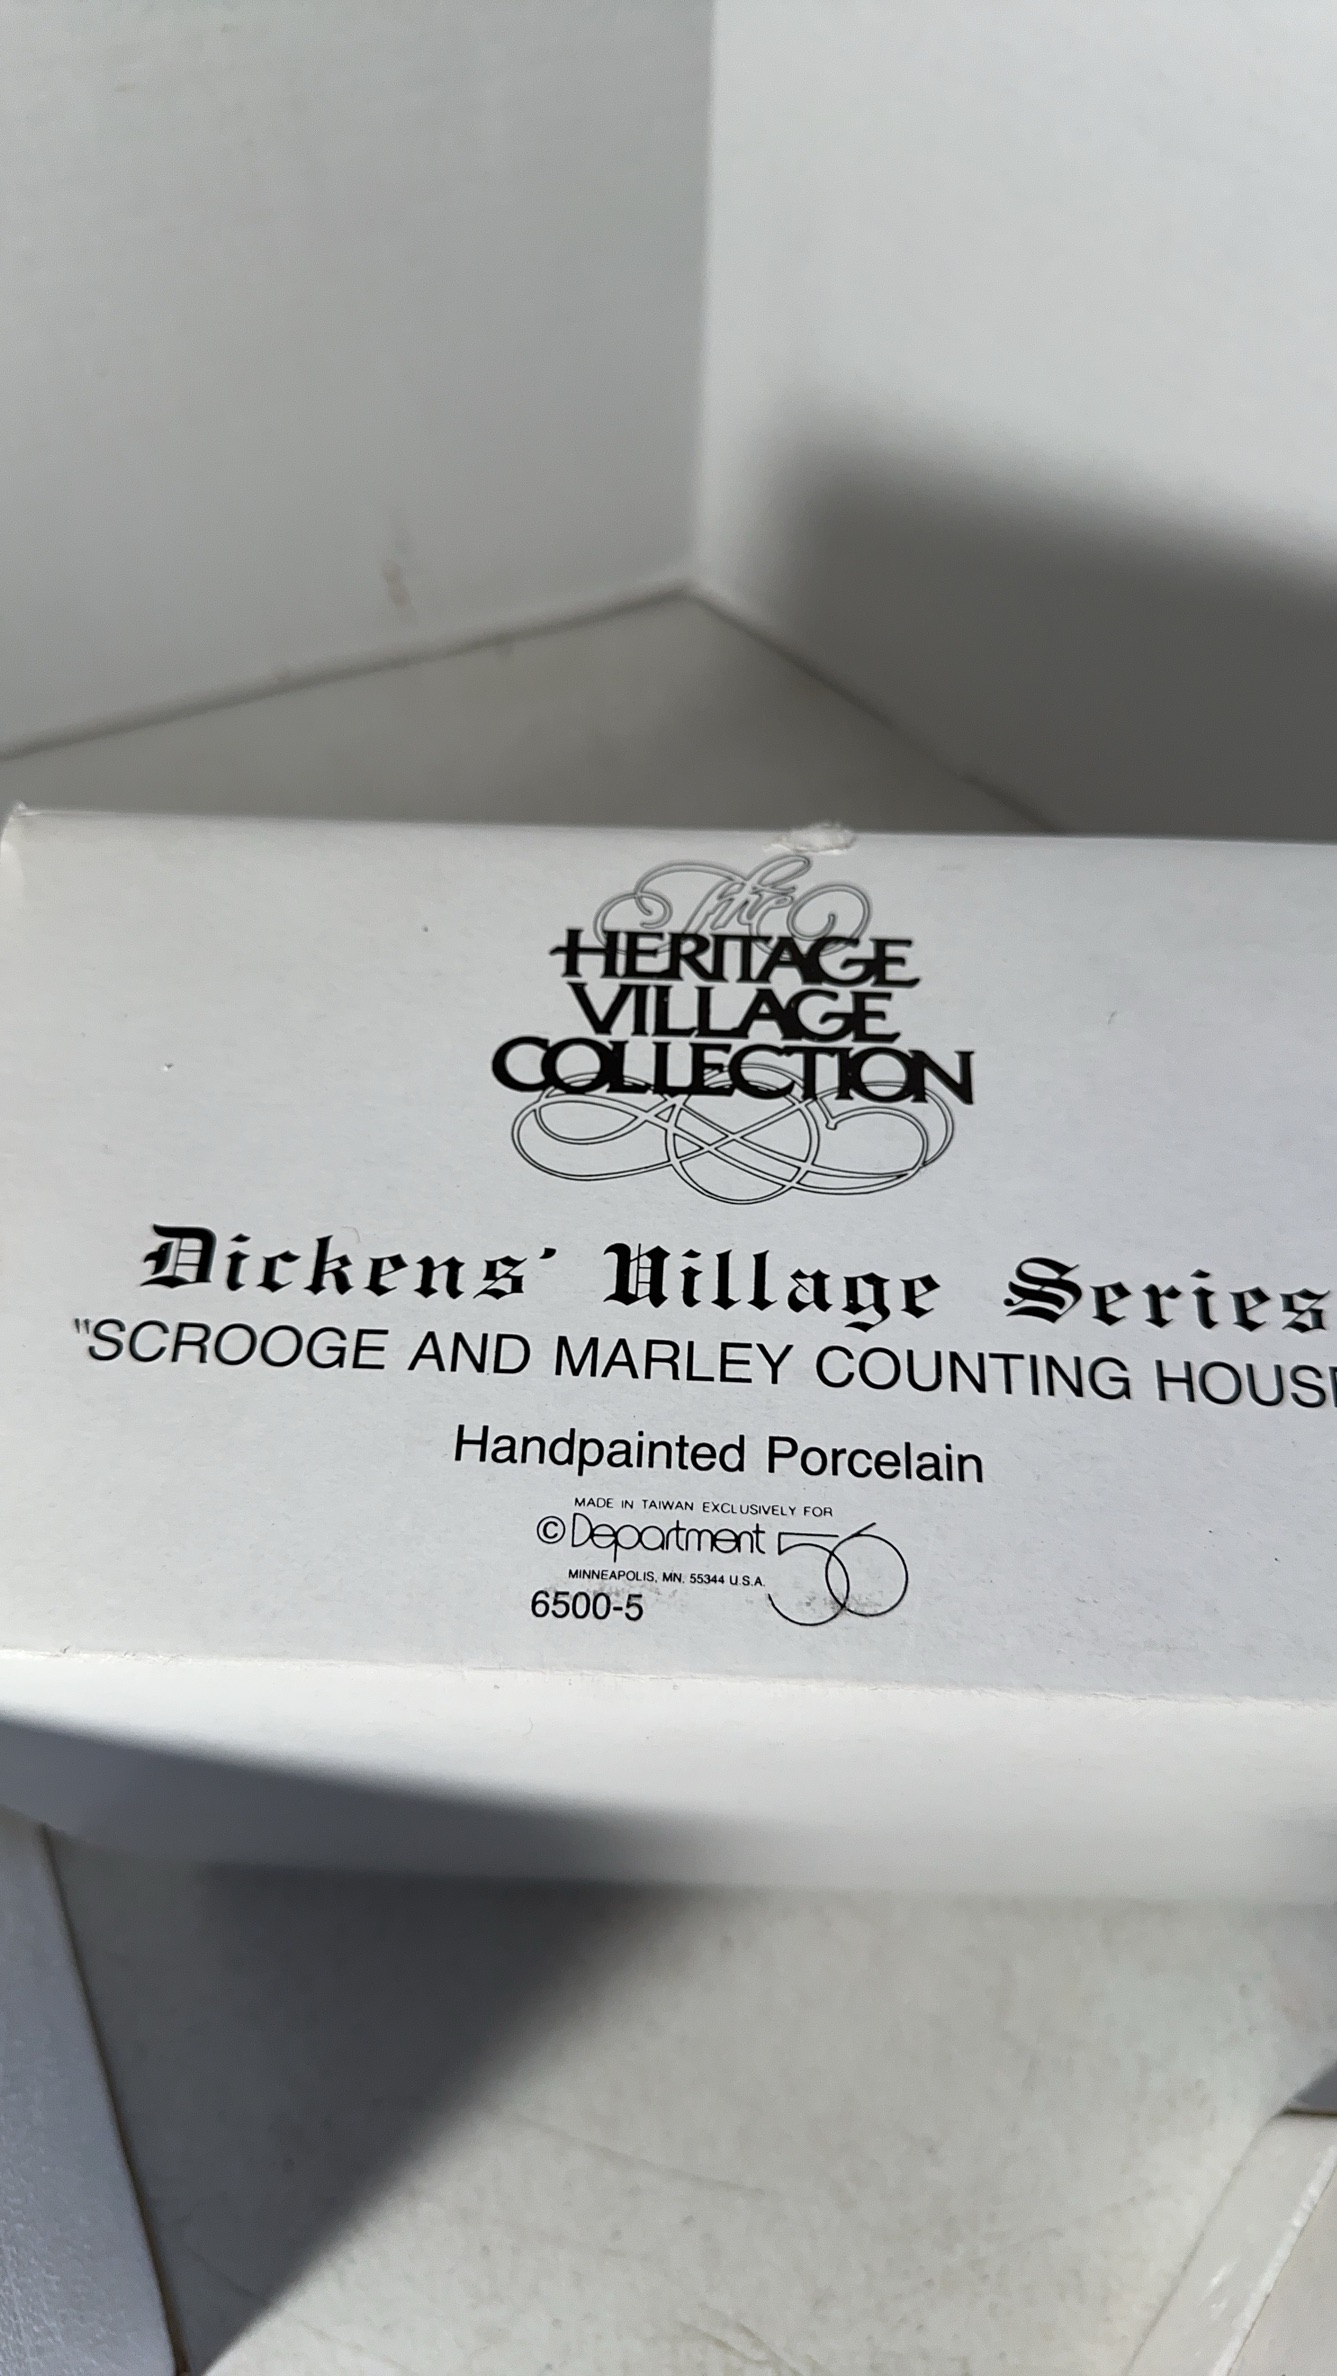 The
HERITAGE
VILLAGE
COLLECTION
Dickens' Village Series
"SCROOGE AND MARLEY COUNTING HOUSE
Handpainted Porcelain
MADE IN TAIWAN EXCLUSIVELY FOR
© Department 56
MINNEAPOLIS, MN. 55344 U.S.A.
6500-5